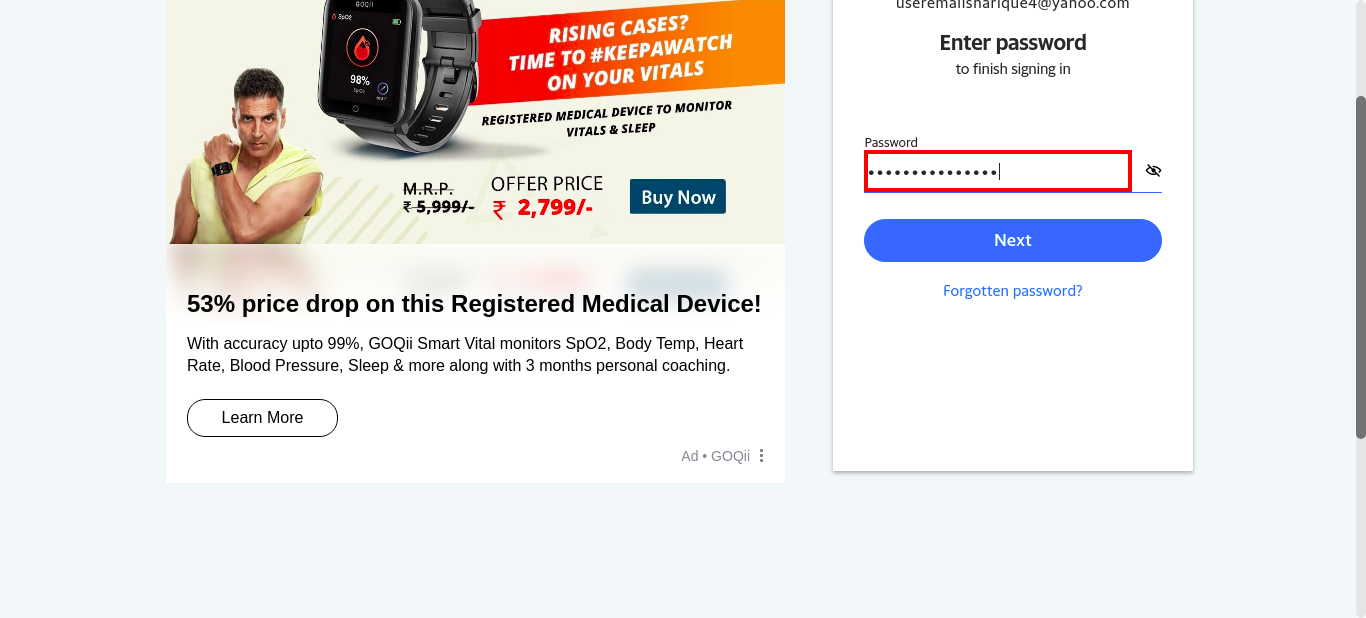 GOQII
SpO2
98%
SpO2
RISING CASES?
TIME TO #KEEPAWATCH
ON YOUR VITALS
REGISTERED MEDICAL DEVICE TO MONITOR
VITALS & SLEEP
M.R.P.
₹ 5,999/-
OFFER PRICE
₹ 2,799/-
Buy Now
53% price drop on this Registered Medical Device!
With accuracy upto 99%, GOQii Smart Vital monitors SpO2, Body Temp, Heart
Rate, Blood Pressure, Sleep & more along with 3 months personal coaching.
Learn More
Ad • GOQii
useremailsharique4@yahoo.com
Enter password
to finish signing in
Password
Next
Forgotten password?